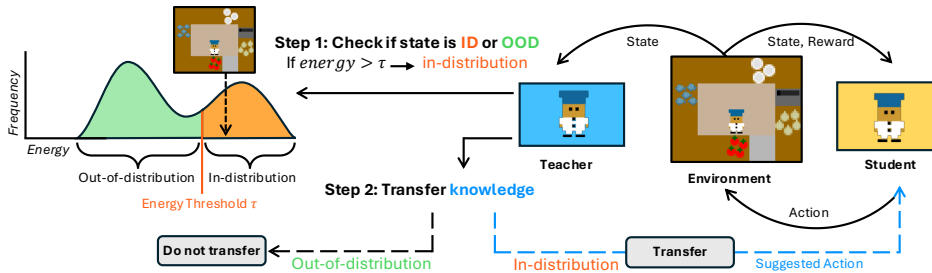 Step 1: Check if state is ID or OOD
If energy > τ → in-distribution
Frequency
Energy
Out-of-distribution
In-distribution
Energy Threshold τ
State
State, Reward
Teacher
Environment
Student
Action
Step 2: Transfer knowledge
Do not transfer
Out-of-distribution
In-distribution
Transfer
Suggested Action